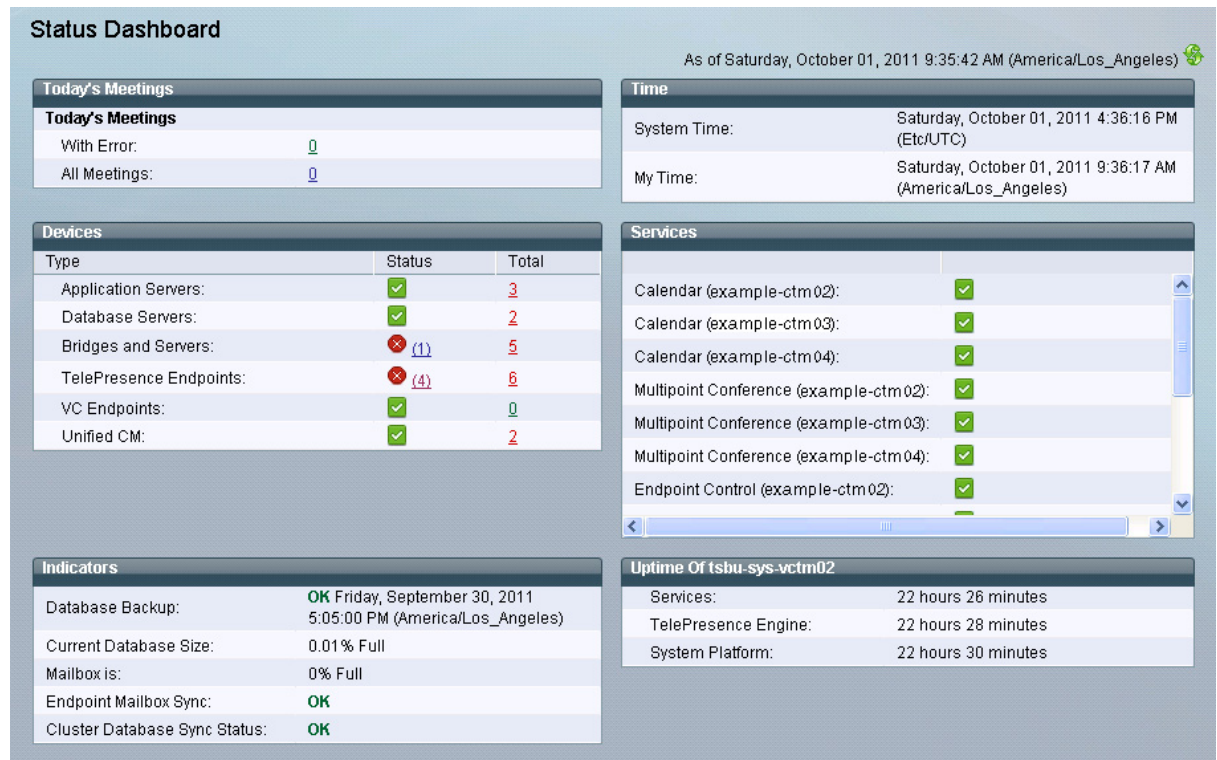 Status Dashboard
As of Saturday, October 01, 2011 9:35:42 AM (America/Los_Angeles)
Today's Meetings
Today's Meetings
With Error: 0
All Meetings: 0
Time
System Time: Saturday, October 01, 2011 4:36:16 PM
(Etc/UTC)
My Time: Saturday, October 01, 2011 9:36:17 AM
(America/Los_Angeles)
Devices
Type Status Total
Application Servers: 3
Database Servers: 2
Bridges and Servers: (1) 5
TelePresence Endpoints: (4) 6
VC Endpoints: 0
Unified CM: 2
Services
Calendar (example-ctm02):
Calendar (example-ctm03):
Calendar (example-ctm04):
Multipoint Conference (example-ctm02):
Multipoint Conference (example-ctm03):
Multipoint Conference (example-ctm04):
Endpoint Control (example-ctm02):
Indicators
Database Backup: OK Friday, September 30, 2011
5:05:00 PM (America/Los_Angeles)
Current Database Size: 0.01% Full
Mailbox is: 0% Full
Endpoint Mailbox Sync: OK
Cluster Database Sync Status: OK
Uptime Of tsbu-sys-vctm02
Services: 22 hours 26 minutes
TelePresence Engine: 22 hours 28 minutes
System Platform: 22 hours 30 minutes